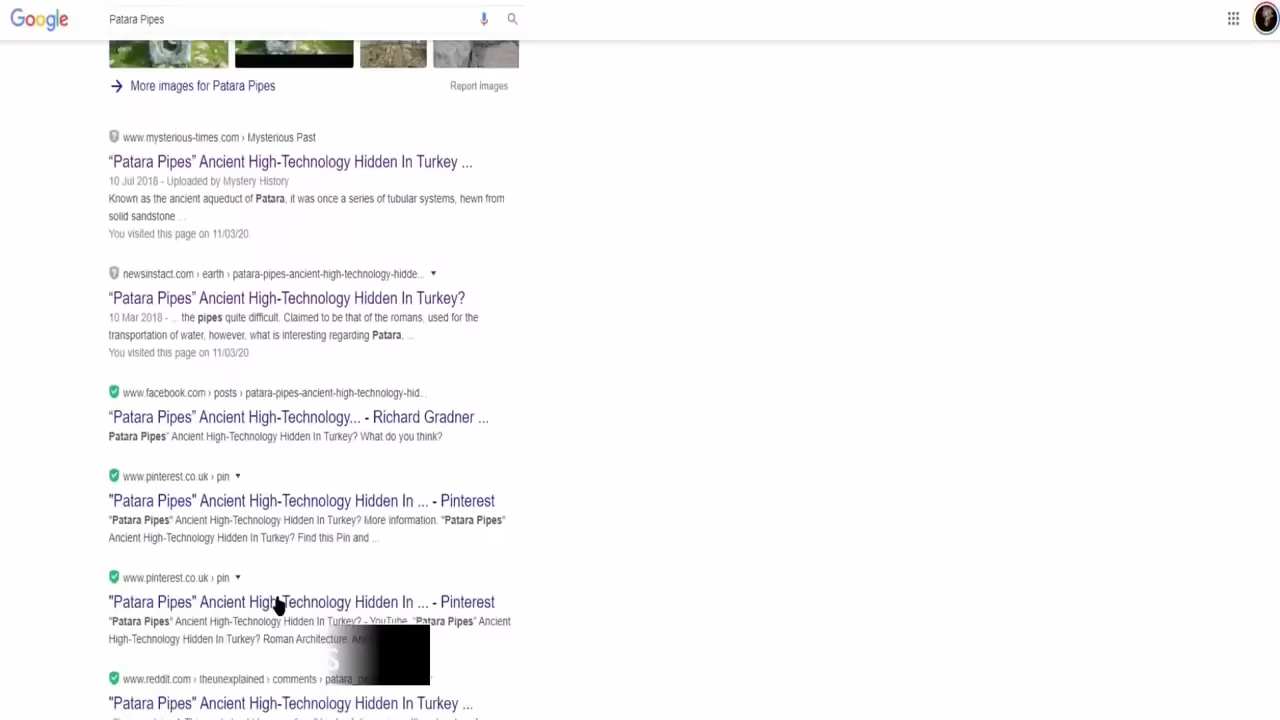 Google
Patara Pipes
More images for Patara Pipes
Report images
www.mysterious-times.com › Mysterious Past
“Patara Pipes” Ancient High-Technology Hidden In Turkey ...
10 Jul 2018 - Uploaded by Mystery History
Known as the ancient aqueduct of Patara, it was once a series of tubular systems, hewn from
solid sandstone ...
You visited this page on 11/03/20
newsinstact.com › earth › patara-pipes-ancient-high-technology-hidde...
“Patara Pipes” Ancient High-Technology Hidden In Turkey?
10 Mar 2018 - ... the pipes quite difficult. Claimed to be that of the romans, used for the
transportation of water, however, what is interesting regarding Patara, ...
You visited this page on 11/03/20
www.facebook.com › posts › patara-pipes-ancient-high-technology-hid...
“Patara Pipes” Ancient High-Technology... - Richard Gradner ...
Patara Pipes” Ancient High-Technology Hidden In Turkey? What do you think?
www.pinterest.co.uk › pin
"Patara Pipes" Ancient High-Technology Hidden In ... - Pinterest
"Patara Pipes" Ancient High-Technology Hidden In Turkey? More information. "Patara Pipes"
Ancient High-Technology Hidden In Turkey? Find this Pin and ...
www.pinterest.co.uk › pin
"Patara Pipes" Ancient High-Technology Hidden In ... - Pinterest
"Patara Pipes" Ancient High-Technology Hidden In Turkey? - YouTube. "Patara Pipes" Ancient
High-Technology Hidden In Turkey? Roman Architecture.
www.reddit.com › theunexplained › comments ›
"Patara Pipes" Ancient High-Technology Hidden In Turkey ...